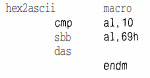 hex2ascii macro
cmp al,10
sbb al,69h
das
endm